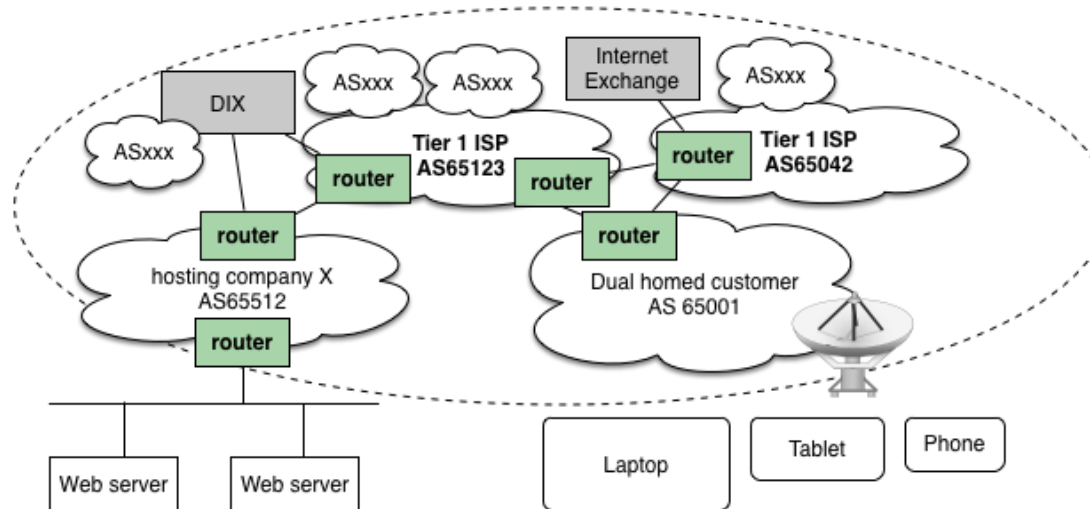 Internet
Exchange
ASxxx
ASxxx
ASxxx
DIX
ASxxx
Tier 1 ISP
AS65123
Tier 1 ISP
AS65042
router
router
router
router
router
hosting company X
AS65512
Dual homed customer
AS 65001
router
Laptop
Tablet
Phone
Web server
Web server